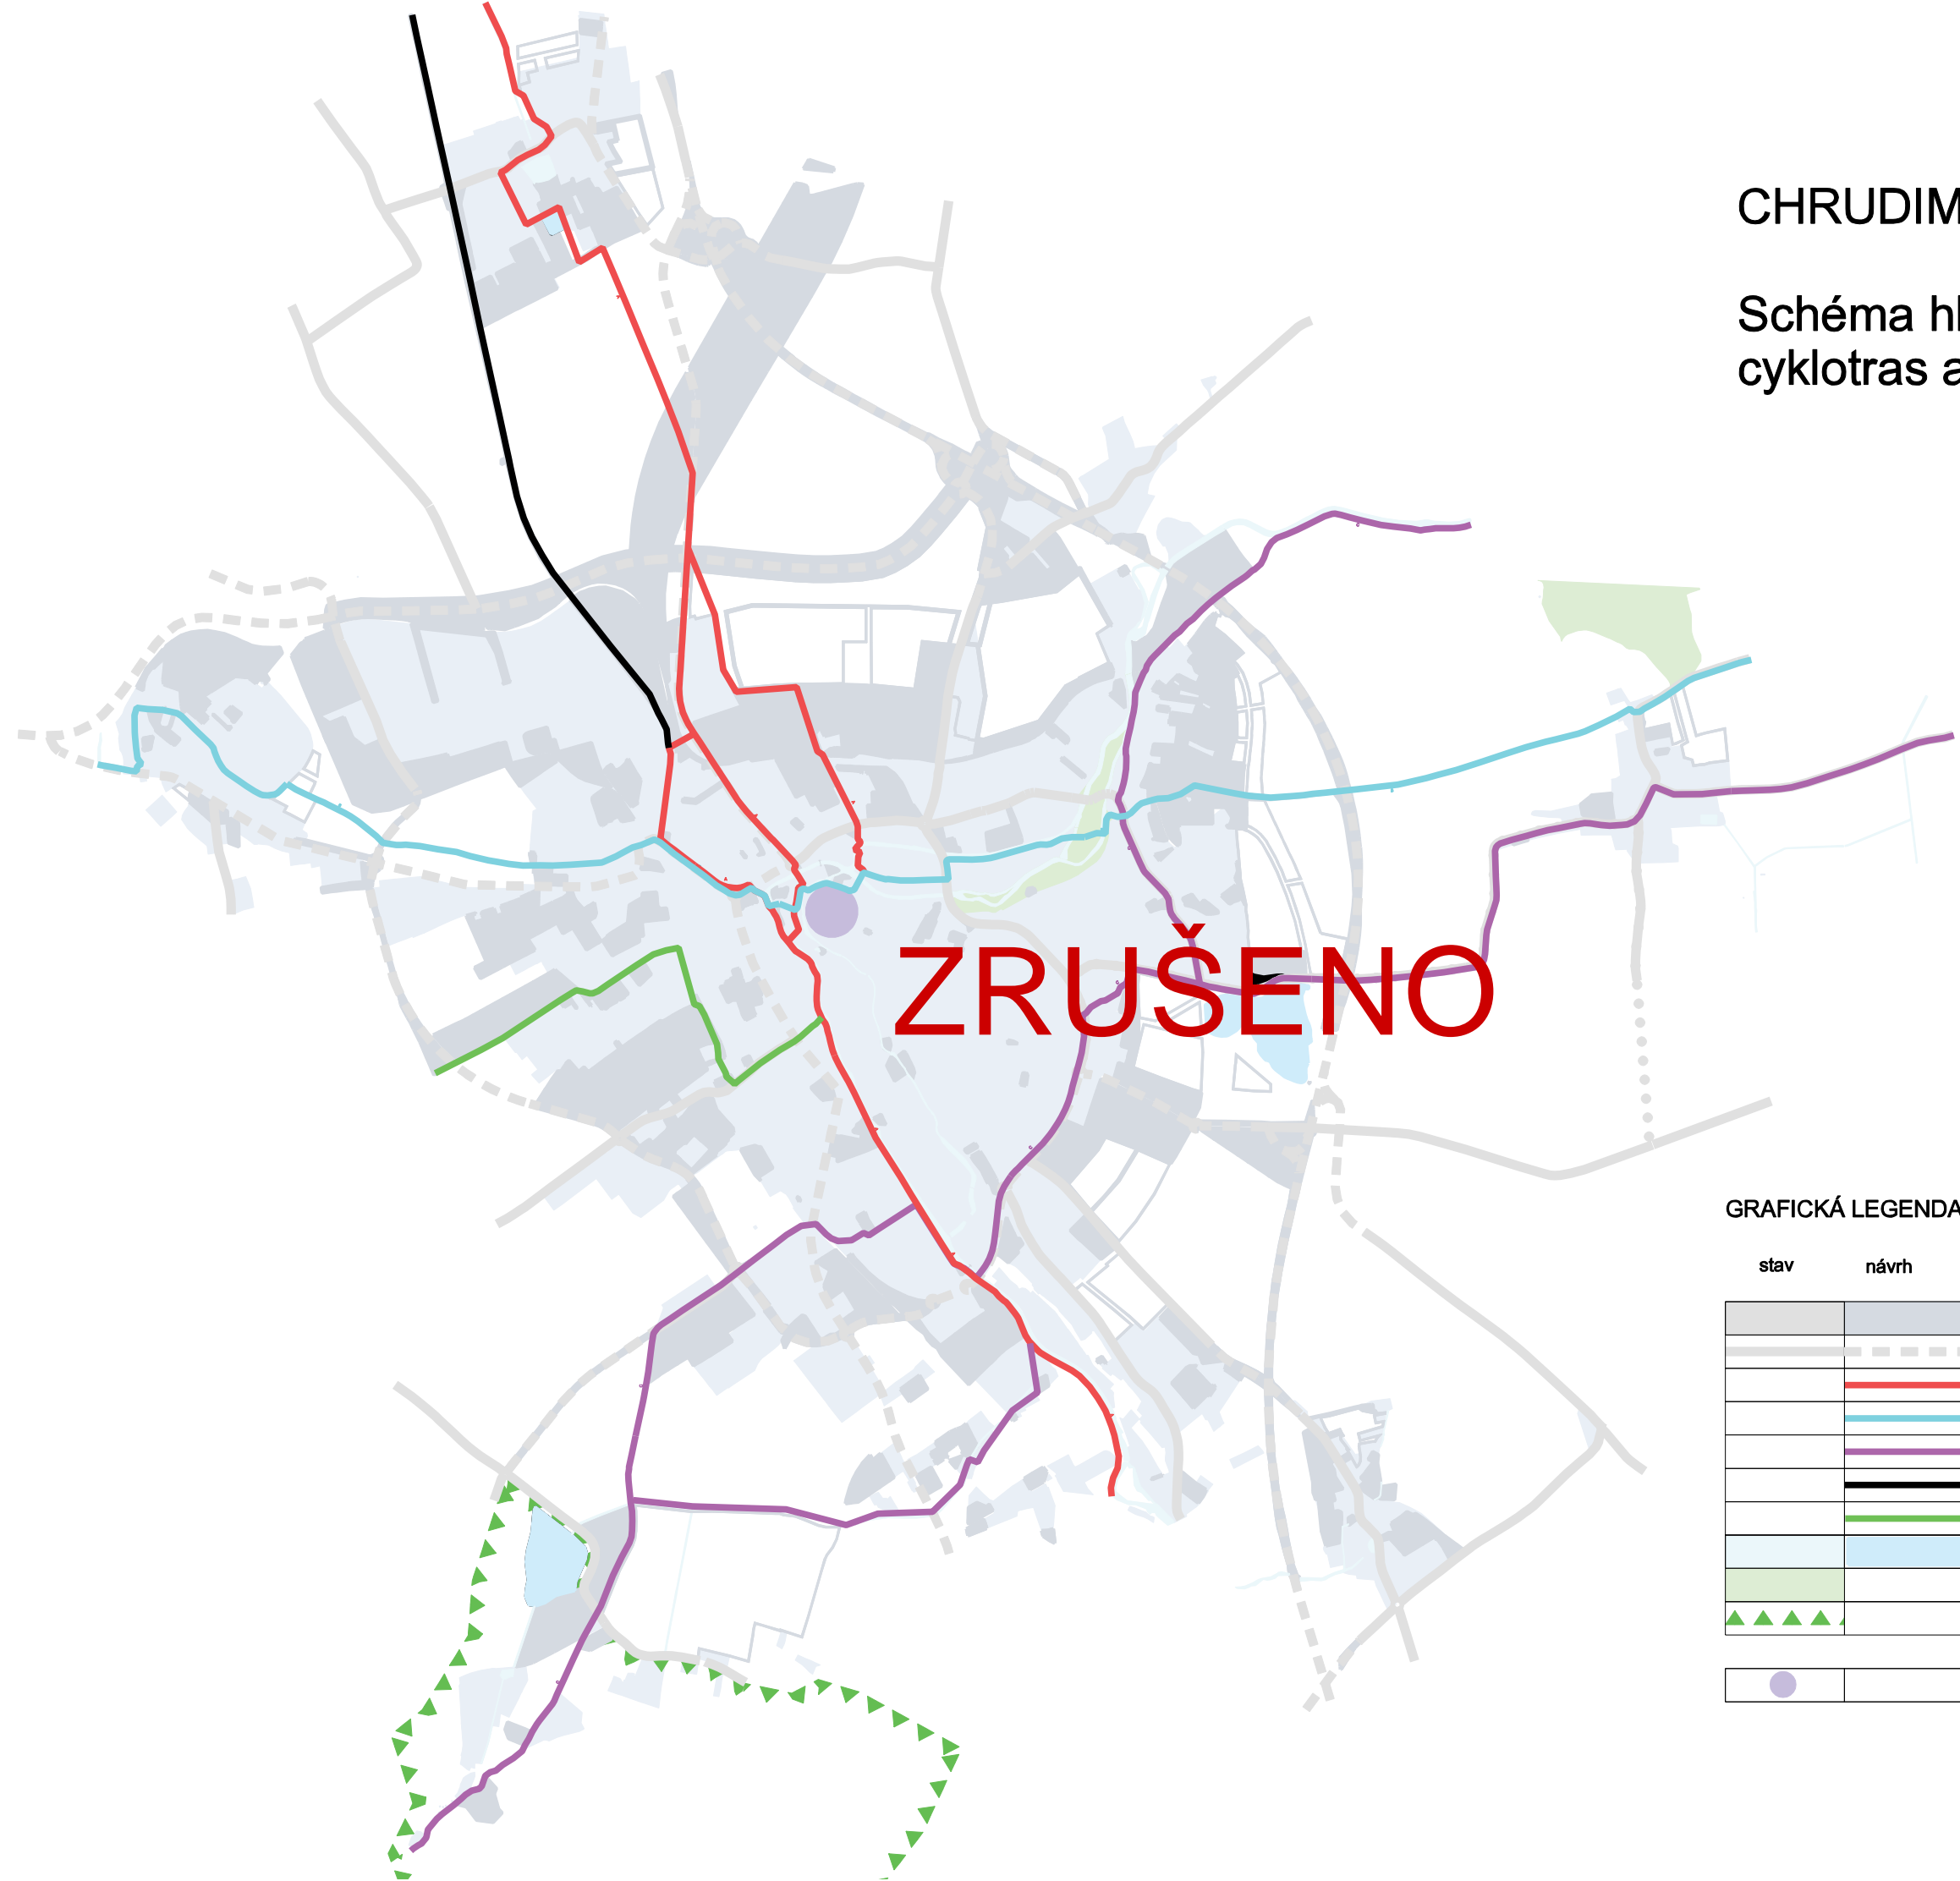 CHRUDIM
Schéma hl
cyklotras a
ZRUŠENO
GRAFICKÁ LEGENDA
stav návrh